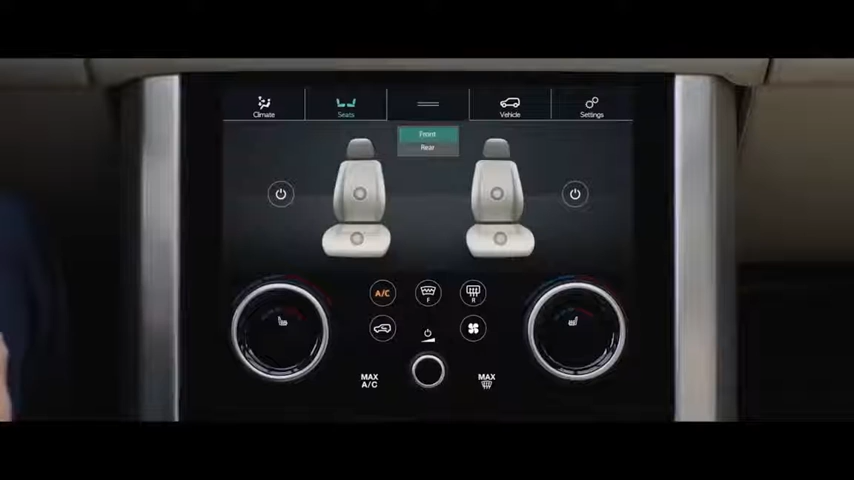 Climate
Seats
Vehicle
Settings
Front
Rear
A/C
F
R
MAX
A/C
MAX